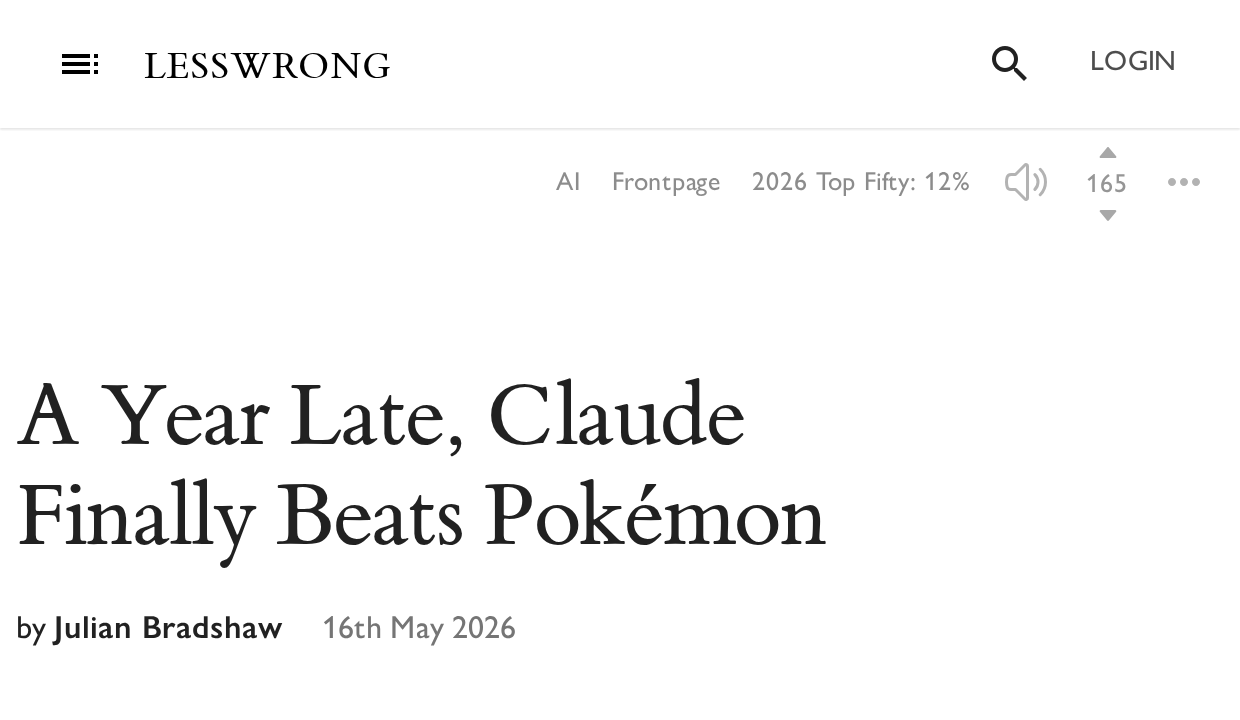 LESSWRONG
LOGIN
AI Frontpage 2026 Top Fifty: 12% 165
A Year Late, Claude
Finally Beats Pokémon
by Julian Bradshaw 16th May 2026